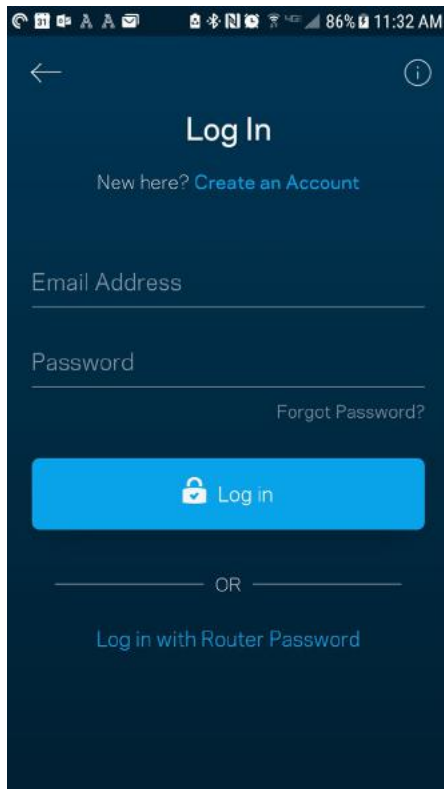 86% 11:32 AM
Log In
New here? Create an Account
Email Address
Password
Forgot Password?
Log in
OR
Log in with Router Password